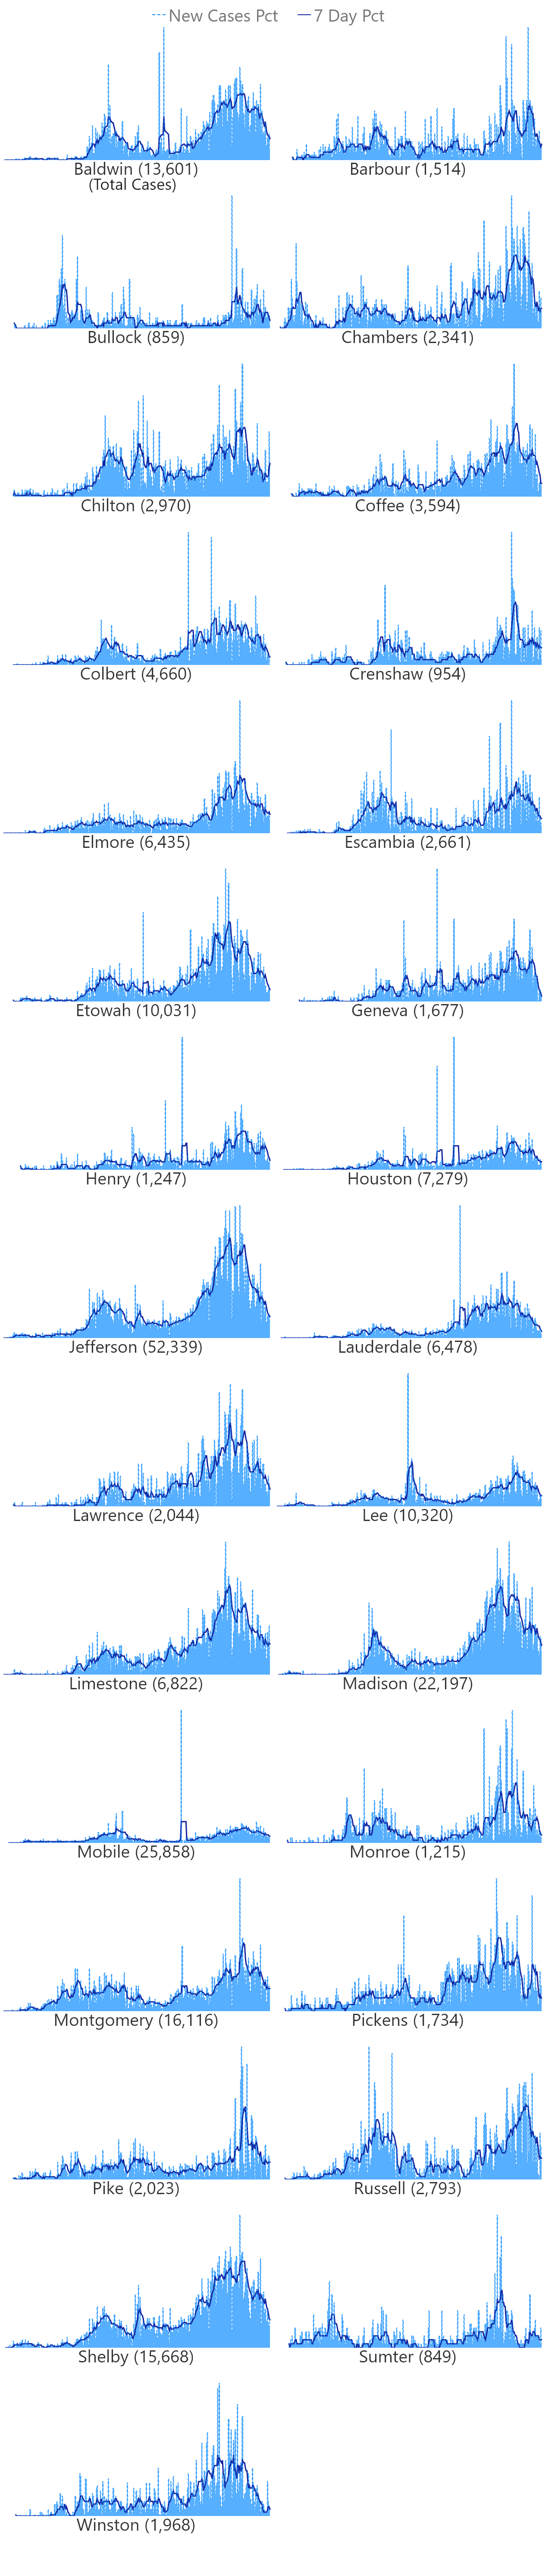 New Cases Pct 7 Day Pct
Baldwin (13,601) Barbour (1,514)
(Total Cases)
Bullock (859) Chambers (2,341)
Chilton (2,970) Coffee (3,594)
Colbert (4,660) Crenshaw (954)
Elmore (6,435) Escambia (2,661)
Etowah (10,031) Geneva (1,677)
Henry (1,247) Houston (7,279)
Jefferson (52,339) Lauderdale (6,478)
Lawrence (2,044) Lee (10,320)
Limestone (6,822) Madison (22,197)
Mobile (25,858) Monroe (1,215)
Montgomery (16,116) Pickens (1,734)
Pike (2,023) Russell (2,793)
Shelby (15,668) Sumter (849)
Winston (1,968)